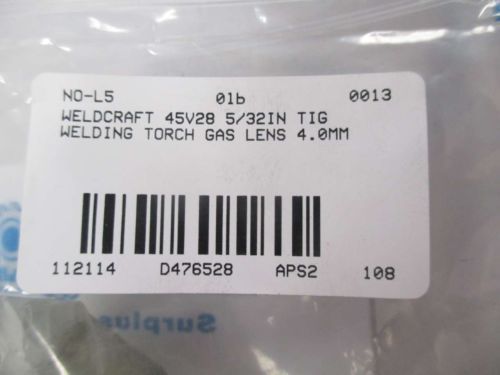 NO-L5 01b 0013
WELDCRAFT 45V28 5/32IN TIG
WELDING TORCH GAS LENS 4.0MM
112114 D476528 APS2 108
Surplus